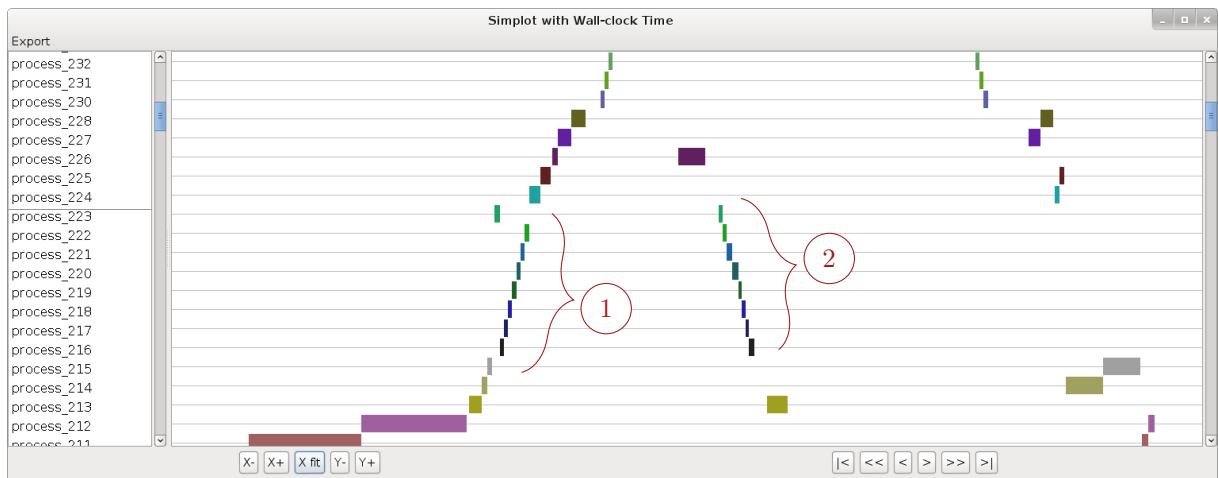 Simplot with Wall-clock Time
Export
process_232
process_231
process_230
process_228
process_227
process_226
process_225
process_224
process_223
process_222
process_221
process_220
process_219
process_218
process_217
process_216
process_215
process_214
process_213
process_212
process_211
1
2
X- X+ X fit Y- Y+ |< << < > >> >|